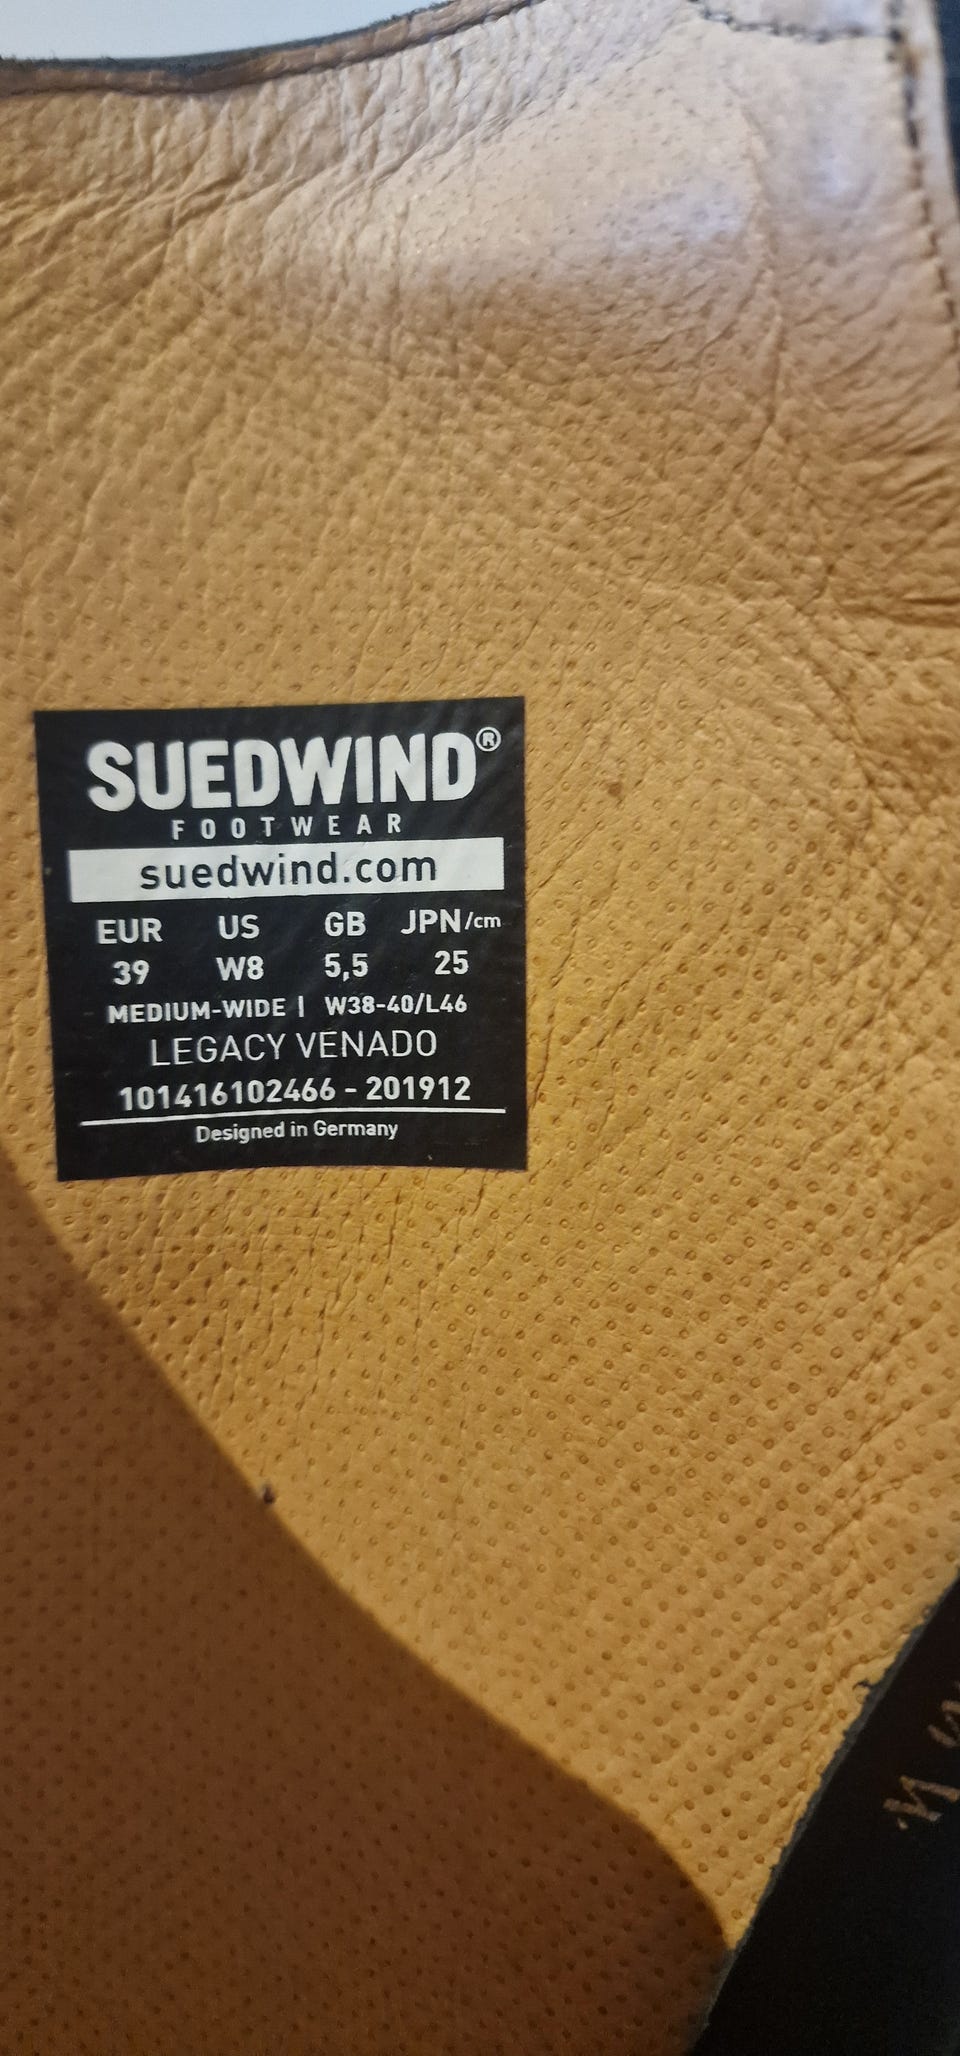 SUEDWIND®
FOOTWEAR
suedwind.com
EUR US GB JPN/cm
39 W8 5,5 25
MEDIUM-WIDE | W38-40/L46
LEGACY VENADO
101416102466 - 201912
Designed in Germany